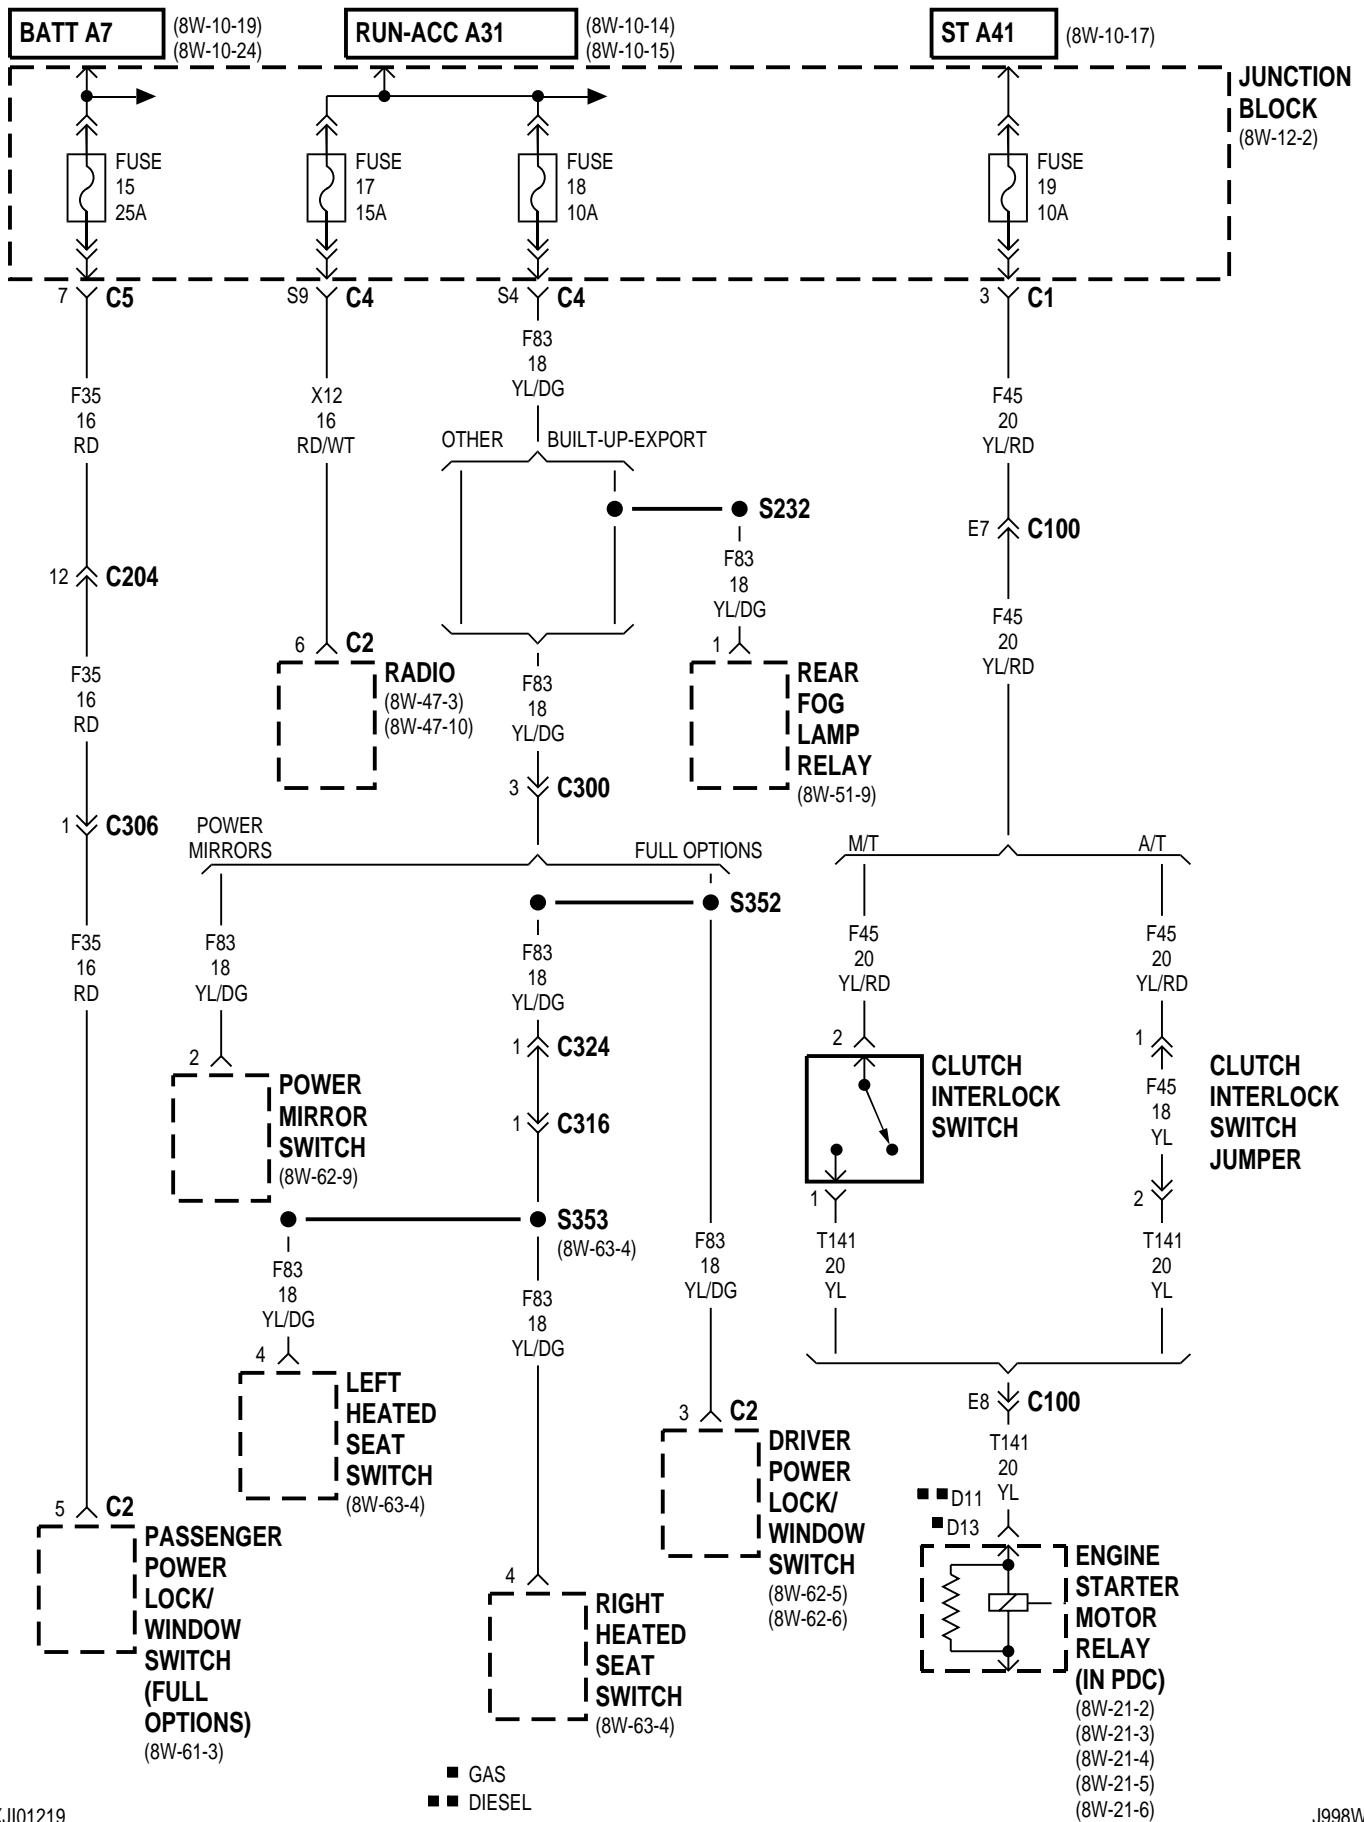 BATT A7
(8W-10-19)
(8W-10-24)
RUN-ACC A31
(8W-10-14)
(8W-10-15)
ST A41
(8W-10-17)
JUNCTION
BLOCK
(8W-12-2)
FUSE
15
25A
FUSE
17
15A
FUSE
18
10A
FUSE
19
10A
7
C5
S9
C4
S4
C4
3
C1
F83
18
YL/DG
F35
16
RD
X12
16
RD/WT
F45
20
YL/RD
OTHER
BUILT-UP-EXPORT
S232
E7
C100
F83
18
YL/DG
12
C204
F45
20
YL/RD
6
C2
RADIO
(8W-47-3)
(8W-47-10)
F35
16
RD
F83
18
YL/DG
1
REAR
FOG
LAMP
RELAY
(8W-51-9)
3
C300
1
C306
POWER
MIRRORS
FULL OPTIONS
M/T
A/T
S352
F35
16
RD
F83
18
YL/DG
F83
18
YL/DG
F45
20
YL/RD
F45
20
YL/RD
1
C324
2
POWER
MIRROR
SWITCH
(8W-62-9)
1
C316
2
CLUTCH
INTERLOCK
SWITCH
1
1
F45
18
YL
2
CLUTCH
INTERLOCK
SWITCH
JUMPER
S353
(8W-63-4)
F83
18
YL/DG
F83
18
YL/DG
F83
18
YL/DG
T141
20
YL
T141
20
YL
4
LEFT
HEATED
SEAT
SWITCH
(8W-63-4)
E8
C100
T141
20
YL
3
C2
DRIVER
POWER
LOCK/
WINDOW
SWITCH
(8W-62-5)
(8W-62-6)
■ ■ D11
■ D13
5
C2
PASSENGER
POWER
LOCK/
WINDOW
SWITCH
(FULL
OPTIONS)
(8W-61-3)
4
RIGHT
HEATED
SEAT
SWITCH
(8W-63-4)
ENGINE
STARTER
MOTOR
RELAY
(IN PDC)
(8W-21-2)
(8W-21-3)
(8W-21-4)
(8W-21-5)
(8W-21-6)
■ GAS
■ ■ DIESEL
JI01219
J998W